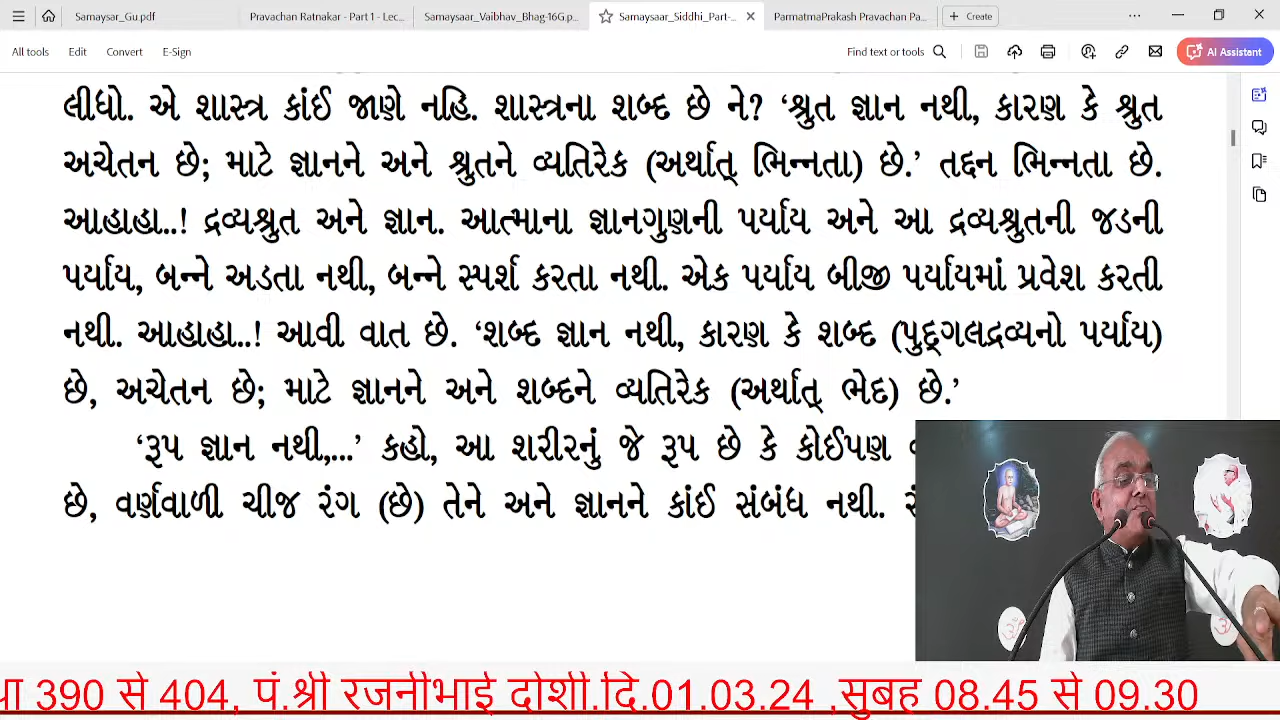 Samaysar_Gu.pdf
Pravachan Ratnakar - Part 1 - Lec...
Samaysar_Vaibhav_Bhag-16G.p...
Samaysaar_Siddhi_Part-...
ParmatmaPrakash Pravachan Pa...
Create
All tools Edit Convert E-Sign
Find text or tools
AI Assistant
લીધો. એ શાસ્ત્ર કાંઈ જાણે નહિ. શાસ્ત્રના શબ્દ છે ને? ‘શ્રુત જ્ઞાન નથી, કારણ કે શ્રુત
અચેતન છે; માટે જ્ઞાનને અને શ્રુતને વ્યતિરેક (અર્થાત્ ભિન્નતા) છે.’ તદ્દન ભિન્નતા છે.
આહાહા..! દ્રવ્યશ્રુત અને જ્ઞાન. આત્માના જ્ઞાનગુણની પર્યાય અને આ દ્રવ્યશ્રુતની જડની
પર્યાય, બન્ને અડતા નથી, બન્ને સ્પર્શ કરતા નથી. એક પર્યાય બીજી પર્યાયમાં પ્રવેશ કરતી
નથી. આહાહા..! આવી વાત છે. ‘શબ્દ જ્ઞાન નથી, કારણ કે શબ્દ (પુદ્ગલદ્રવ્યનો પર્યાય)
છે, અચેતન છે; માટે જ્ઞાનને અને શબ્દને વ્યતિરેક (અર્થાત્ ભેદ) છે.’
‘રૂપ જ્ઞાન નથી,...’ કહો, આ શરીરનું જે રૂપ છે કે કોઈપણ
છે, વર્ણવાળી ચીજ રંગ (છે) તેને અને જ્ઞાનને કાંઈ સંબંધ નથી.
390 से 404, पं.श्री रजनीभाई दोशी.दि.01.03.24 ,सुबह 08.45 से 09.30